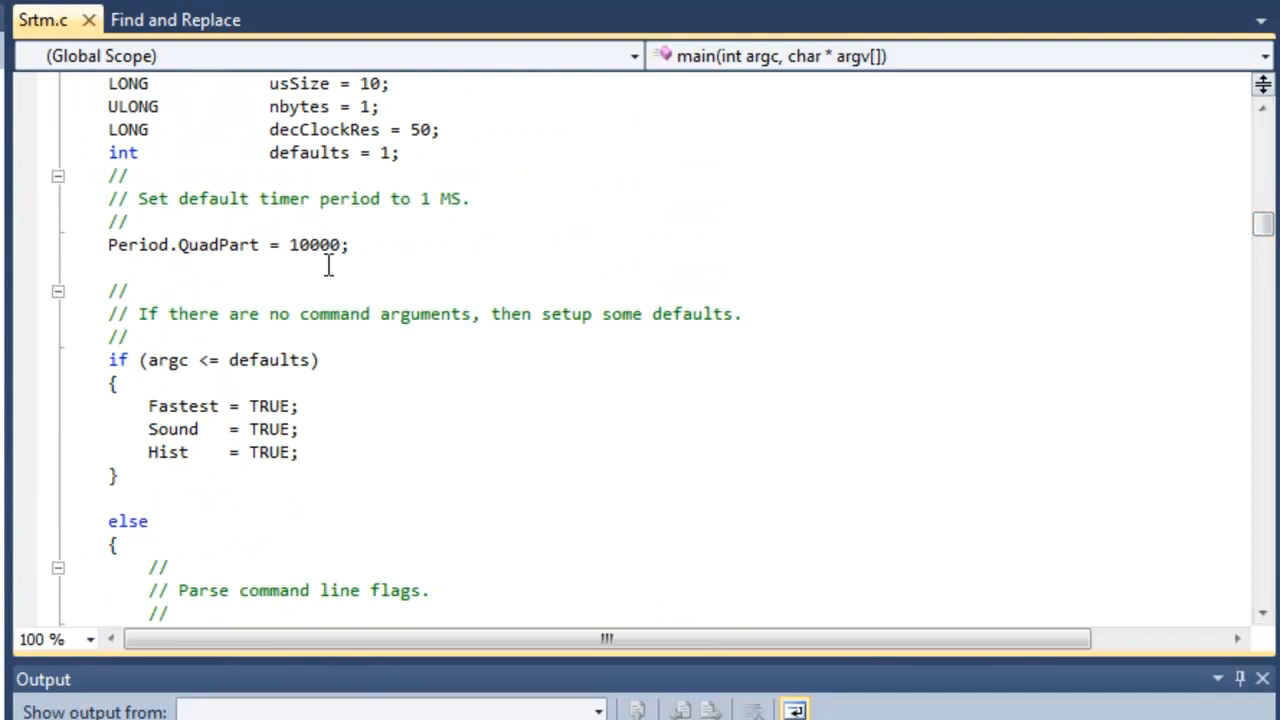 Srtm.c Find and Replace
(Global Scope) main(int argc, char * argv[])
LONG usSize = 10;
ULONG nbytes = 1;
LONG decClockRes = 50;
int defaults = 1;
//
// Set default timer period to 1 MS.
//
Period.QuadPart = 10000;
//
// If there are no command arguments, then setup some defaults.
//
if (argc <= defaults)
{
Fastest = TRUE;
Sound = TRUE;
Hist = TRUE;
}
else
{
//
// Parse command line flags.
//
100 %
Output
Show output from: